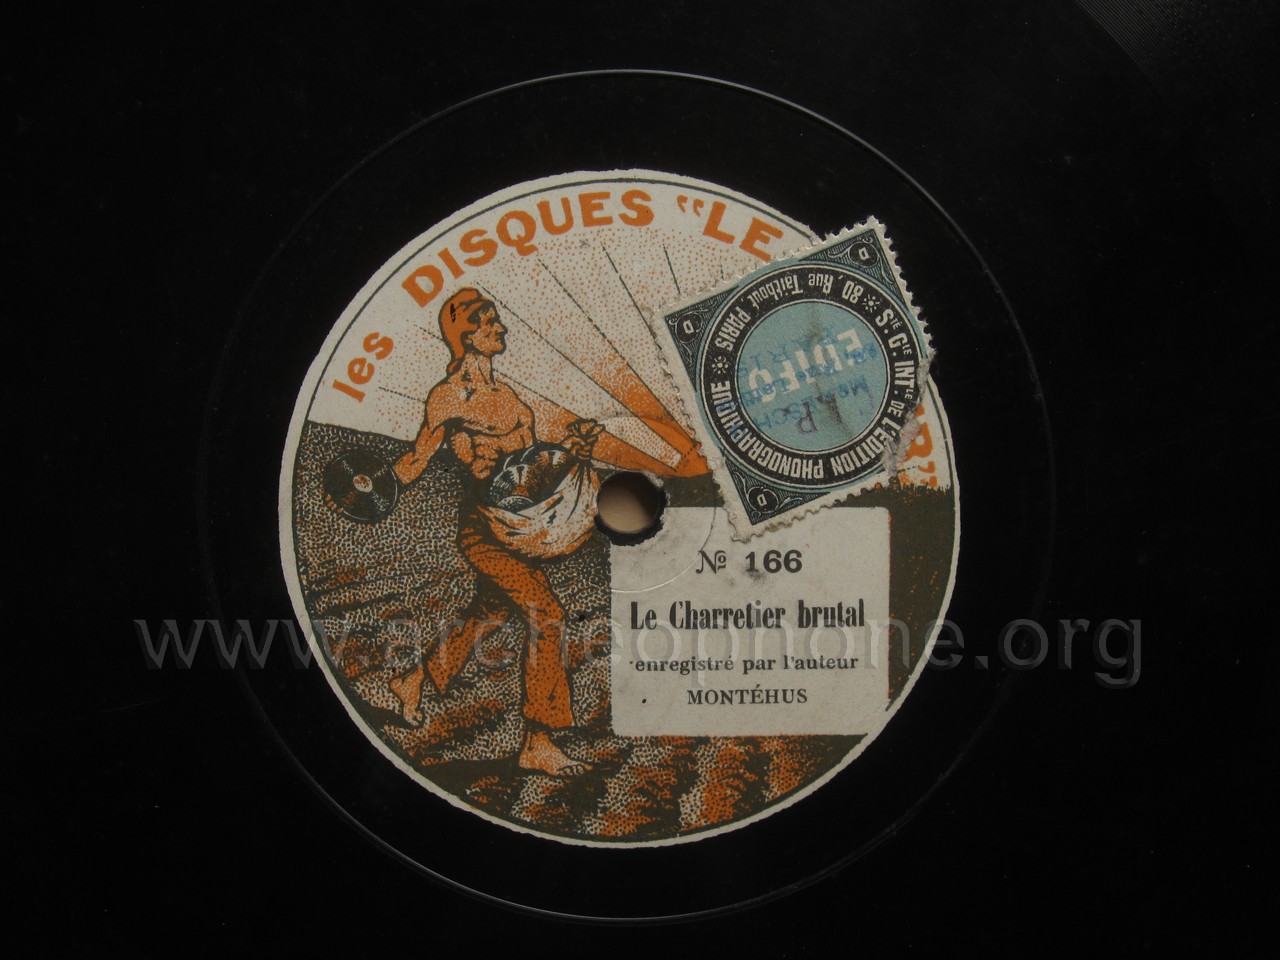 les DISQUES "LE
R"
Sté. Gle. INTle. DE L'ÉDITION PHONOGRAPHIQUE
80, Rue Taitbout, PARIS
EDIFO
D
D
D
D
№ 166
Le Charretier brutal
enregistré par l'auteur
MONTÉHUS
www.archeophone.org